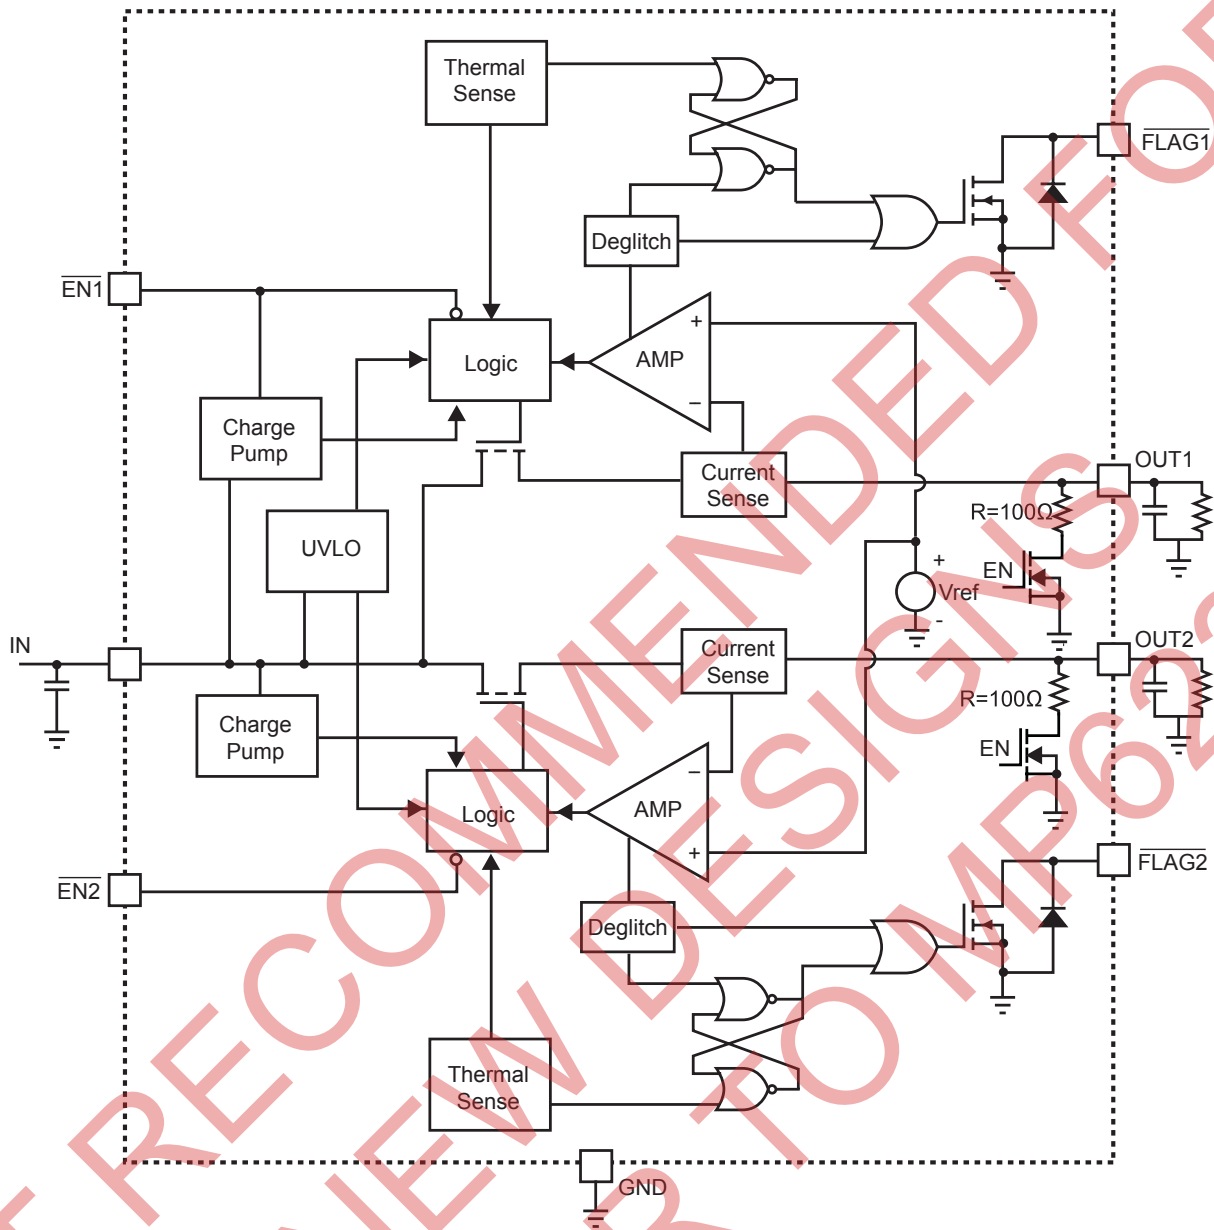 Thermal
Sense
FLAG1
Deglitch
EN1
+
AMP
Logic
−
Charge
Pump
OUT1
Current
Sense
R=100Ω
UVLO
EN
+
Vref
-
IN
OUT2
Current
Sense
R=100Ω
Charge
Pump
EN
−
AMP
Logic
+
FLAG2
EN2
Deglitch
Thermal
Sense
GND
RECOMMENDED FOR
NEW DESIGNS
TO MP62